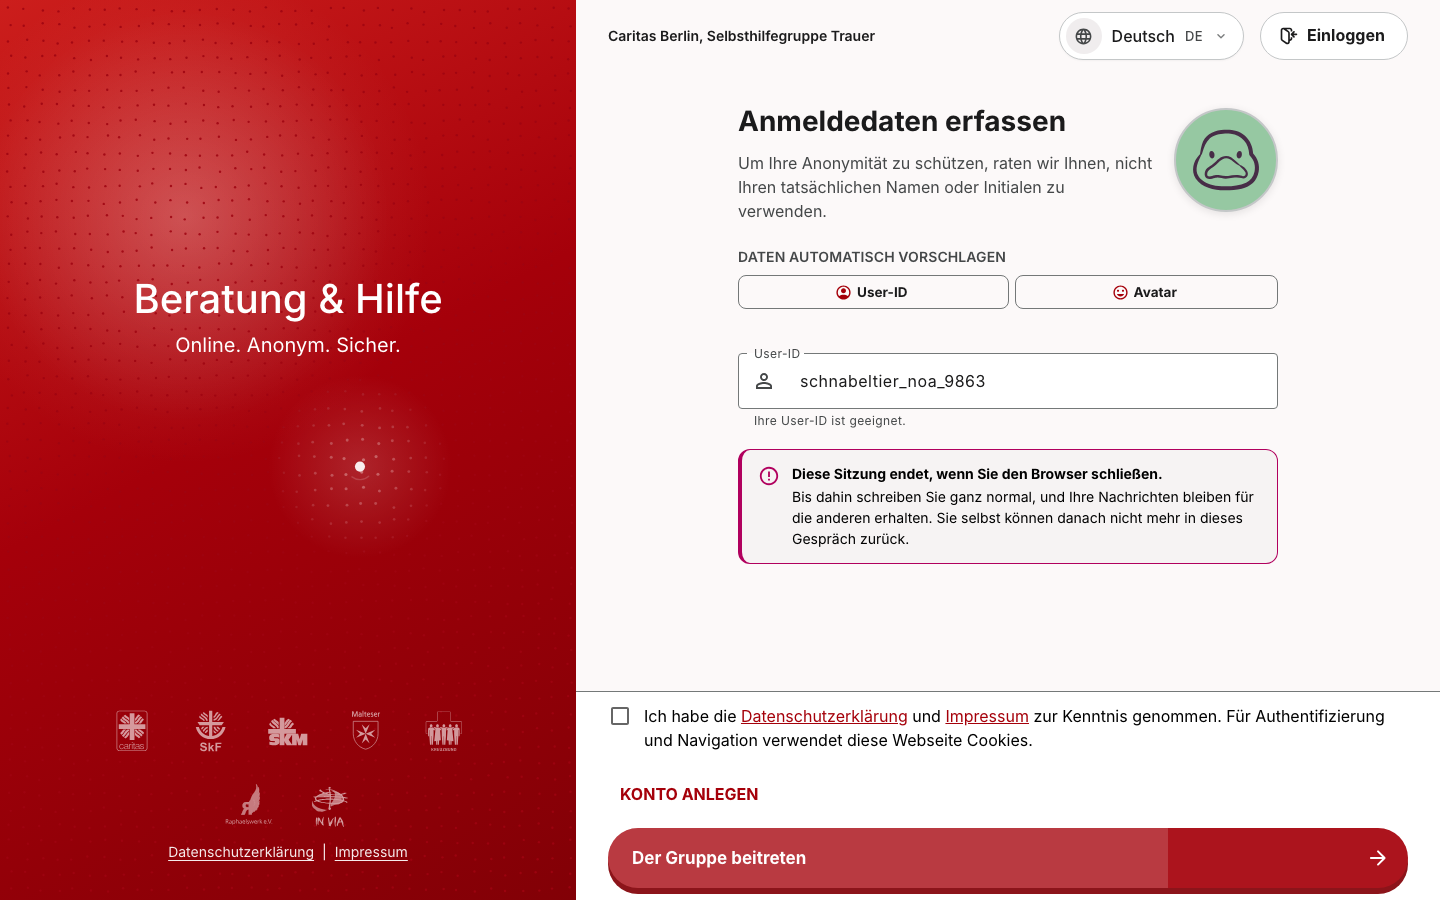 Beratung & Hilfe
Online. Anonym. Sicher.
caritas
SkF
SKM
Malteser
KREUZBUND
Raphaelswerk e.V.
IN VIA
Datenschutzerklärung | Impressum
Caritas Berlin, Selbsthilfegruppe Trauer
Deutsch DE
Einloggen
Anmeldedaten erfassen
Um Ihre Anonymität zu schützen, raten wir Ihnen, nicht
Ihren tatsächlichen Namen oder Initialen zu
verwenden.
DATEN AUTOMATISCH VORSCHLAGEN
User-ID
Avatar
User-ID
schnabeltier_noa_9863
Ihre User-ID ist geeignet.
Diese Sitzung endet, wenn Sie den Browser schließen.
Bis dahin schreiben Sie ganz normal, und Ihre Nachrichten bleiben für
die anderen erhalten. Sie selbst können danach nicht mehr in dieses
Gespräch zurück.
Ich habe die Datenschutzerklärung und Impressum zur Kenntnis genommen. Für Authentifizierung
und Navigation verwendet diese Webseite Cookies.
KONTO ANLEGEN
Der Gruppe beitreten